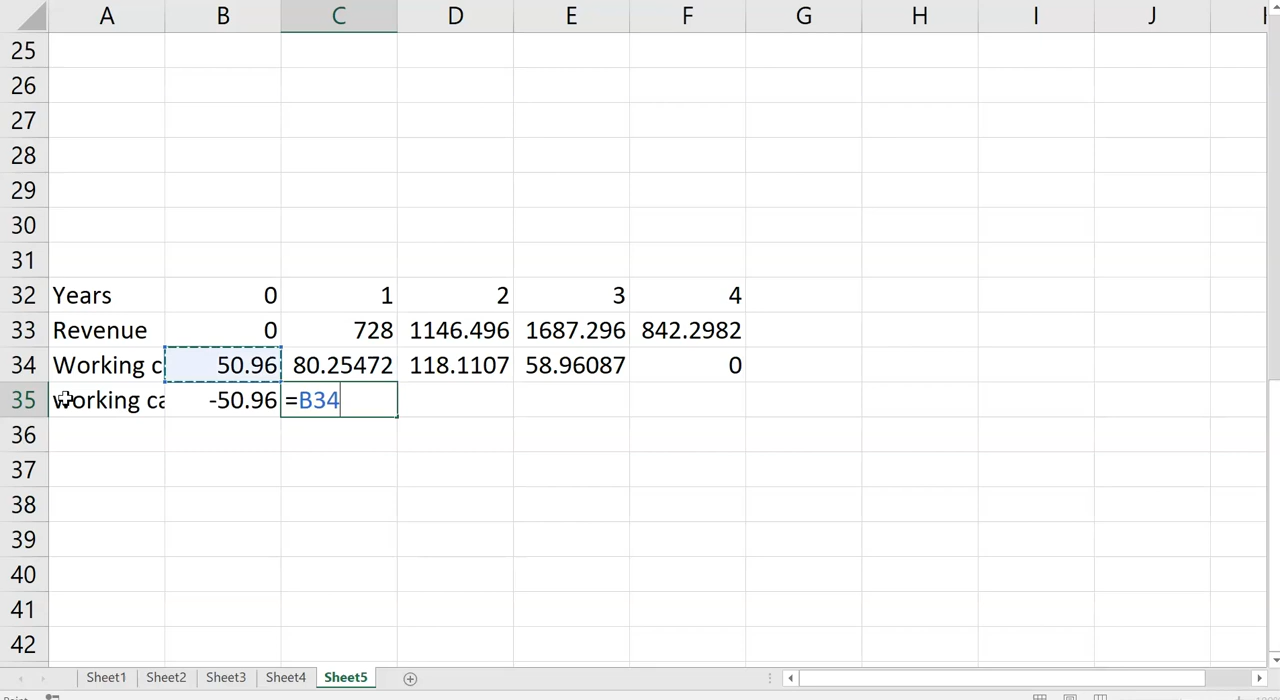 A B C D E F G H I J
25
26
27
28
29
30
31
32 Years 0 1 2 3 4
33 Revenue 0 728 1146.496 1687.296 842.2982
34 Working c 50.96 80.25472 118.1107 58.96087 0
35 working ca -50.96 =B34
36
37
38
39
40
41
42
Sheet1 Sheet2 Sheet3 Sheet4 Sheet5